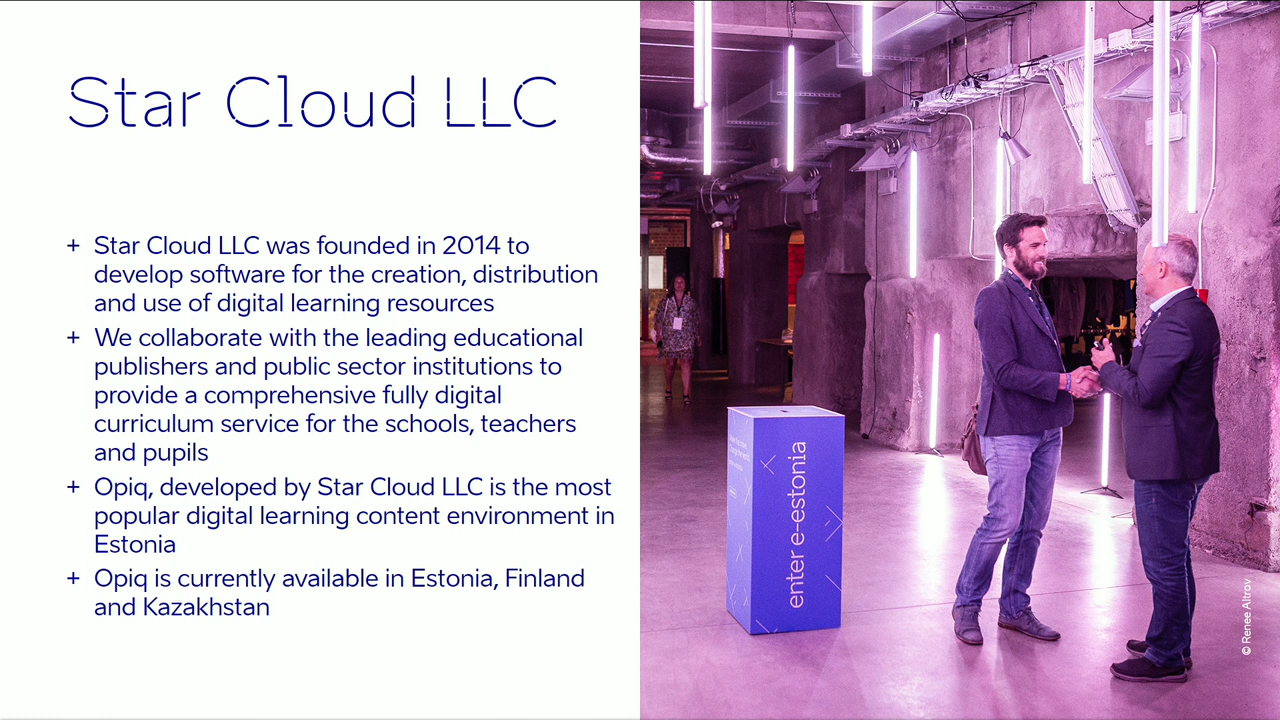 Star Cloud LLC
+ Star Cloud LLC was founded in 2014 to
develop software for the creation, distribution
and use of digital learning resources
+ We collaborate with the leading educational
publishers and public sector institutions to
provide a comprehensive fully digital
curriculum service for the schools, teachers
and pupils
+ Opiq, developed by Star Cloud LLC is the most
popular digital learning content environment in
Estonia
+ Opiq is currently available in Estonia, Finland
and Kazakhstan
enter e-estonia
© Renee Altrov